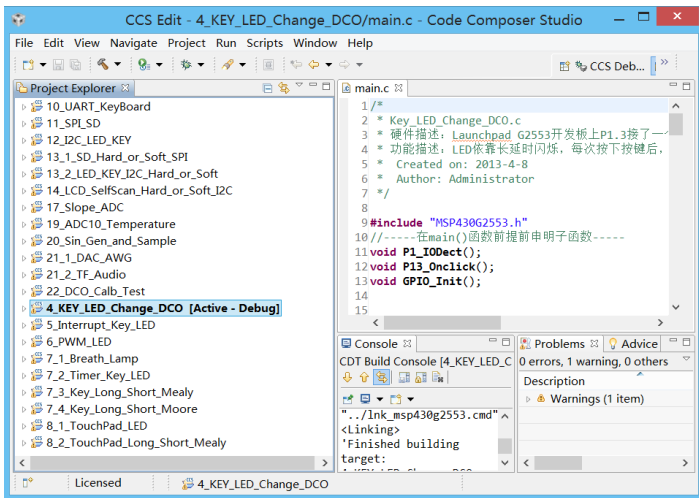 CCS Edit - 4_KEY_LED_Change_DCO/main.c - Code Composer Studio
File Edit View Navigate Project Run Scripts Window Help
CCS Deb...
Project Explorer
10_UART_KeyBoard
11_SPI_SD
12_I2C_LED_KEY
13_1_SD_Hard_or_Soft_SPI
13_2_LED_KEY_I2C_Hard_or_Soft
14_LCD_SelfScan_Hard_or_Soft_I2C
17_Slope_ADC
19_ADC10_Temperature
20_Sin_Gen_and_Sample
21_1_DAC_AWG
21_2_TF_Audio
22_DCO_Calb_Test
4_KEY_LED_Change_DCO [Active - Debug]
5_Interrupt_Key_LED
6_PWM_LED
7_1_Breath_Lamp
7_2_Timer_Key_LED
7_3_Key_Long_Short_Mealy
7_4_Key_Long_Short_Moore
8_1_TouchPad_LED
8_2_TouchPad_Long_Short_Mealy
main.c
1 /*
2 * Key_LED_Change_DCO.c
3 * 硬件描述：Launchpad G2553开发板上P1.3接了一
4 * 功能描述：LED依靠长延时闪烁，每次按下按键后，
5 * Created on: 2013-4-8
6 * Author: Administrator
7 */
8
9 #include "MSP430G2553.h"
10 //-----在main()函数前提前申明子函数-----
11 void P1_IODect();
12 void P13_Onclick();
13 void GPIO_Init();
14
15
Console
CDT Build Console [4_KEY_LED_C
"../lnk_msp430g2553.cmd"
<Linking>
'Finished building
target:
Problems Advice
0 errors, 1 warning, 0 others
Description
Warnings (1 item)
Licensed
4_KEY_LED_Change_DCO